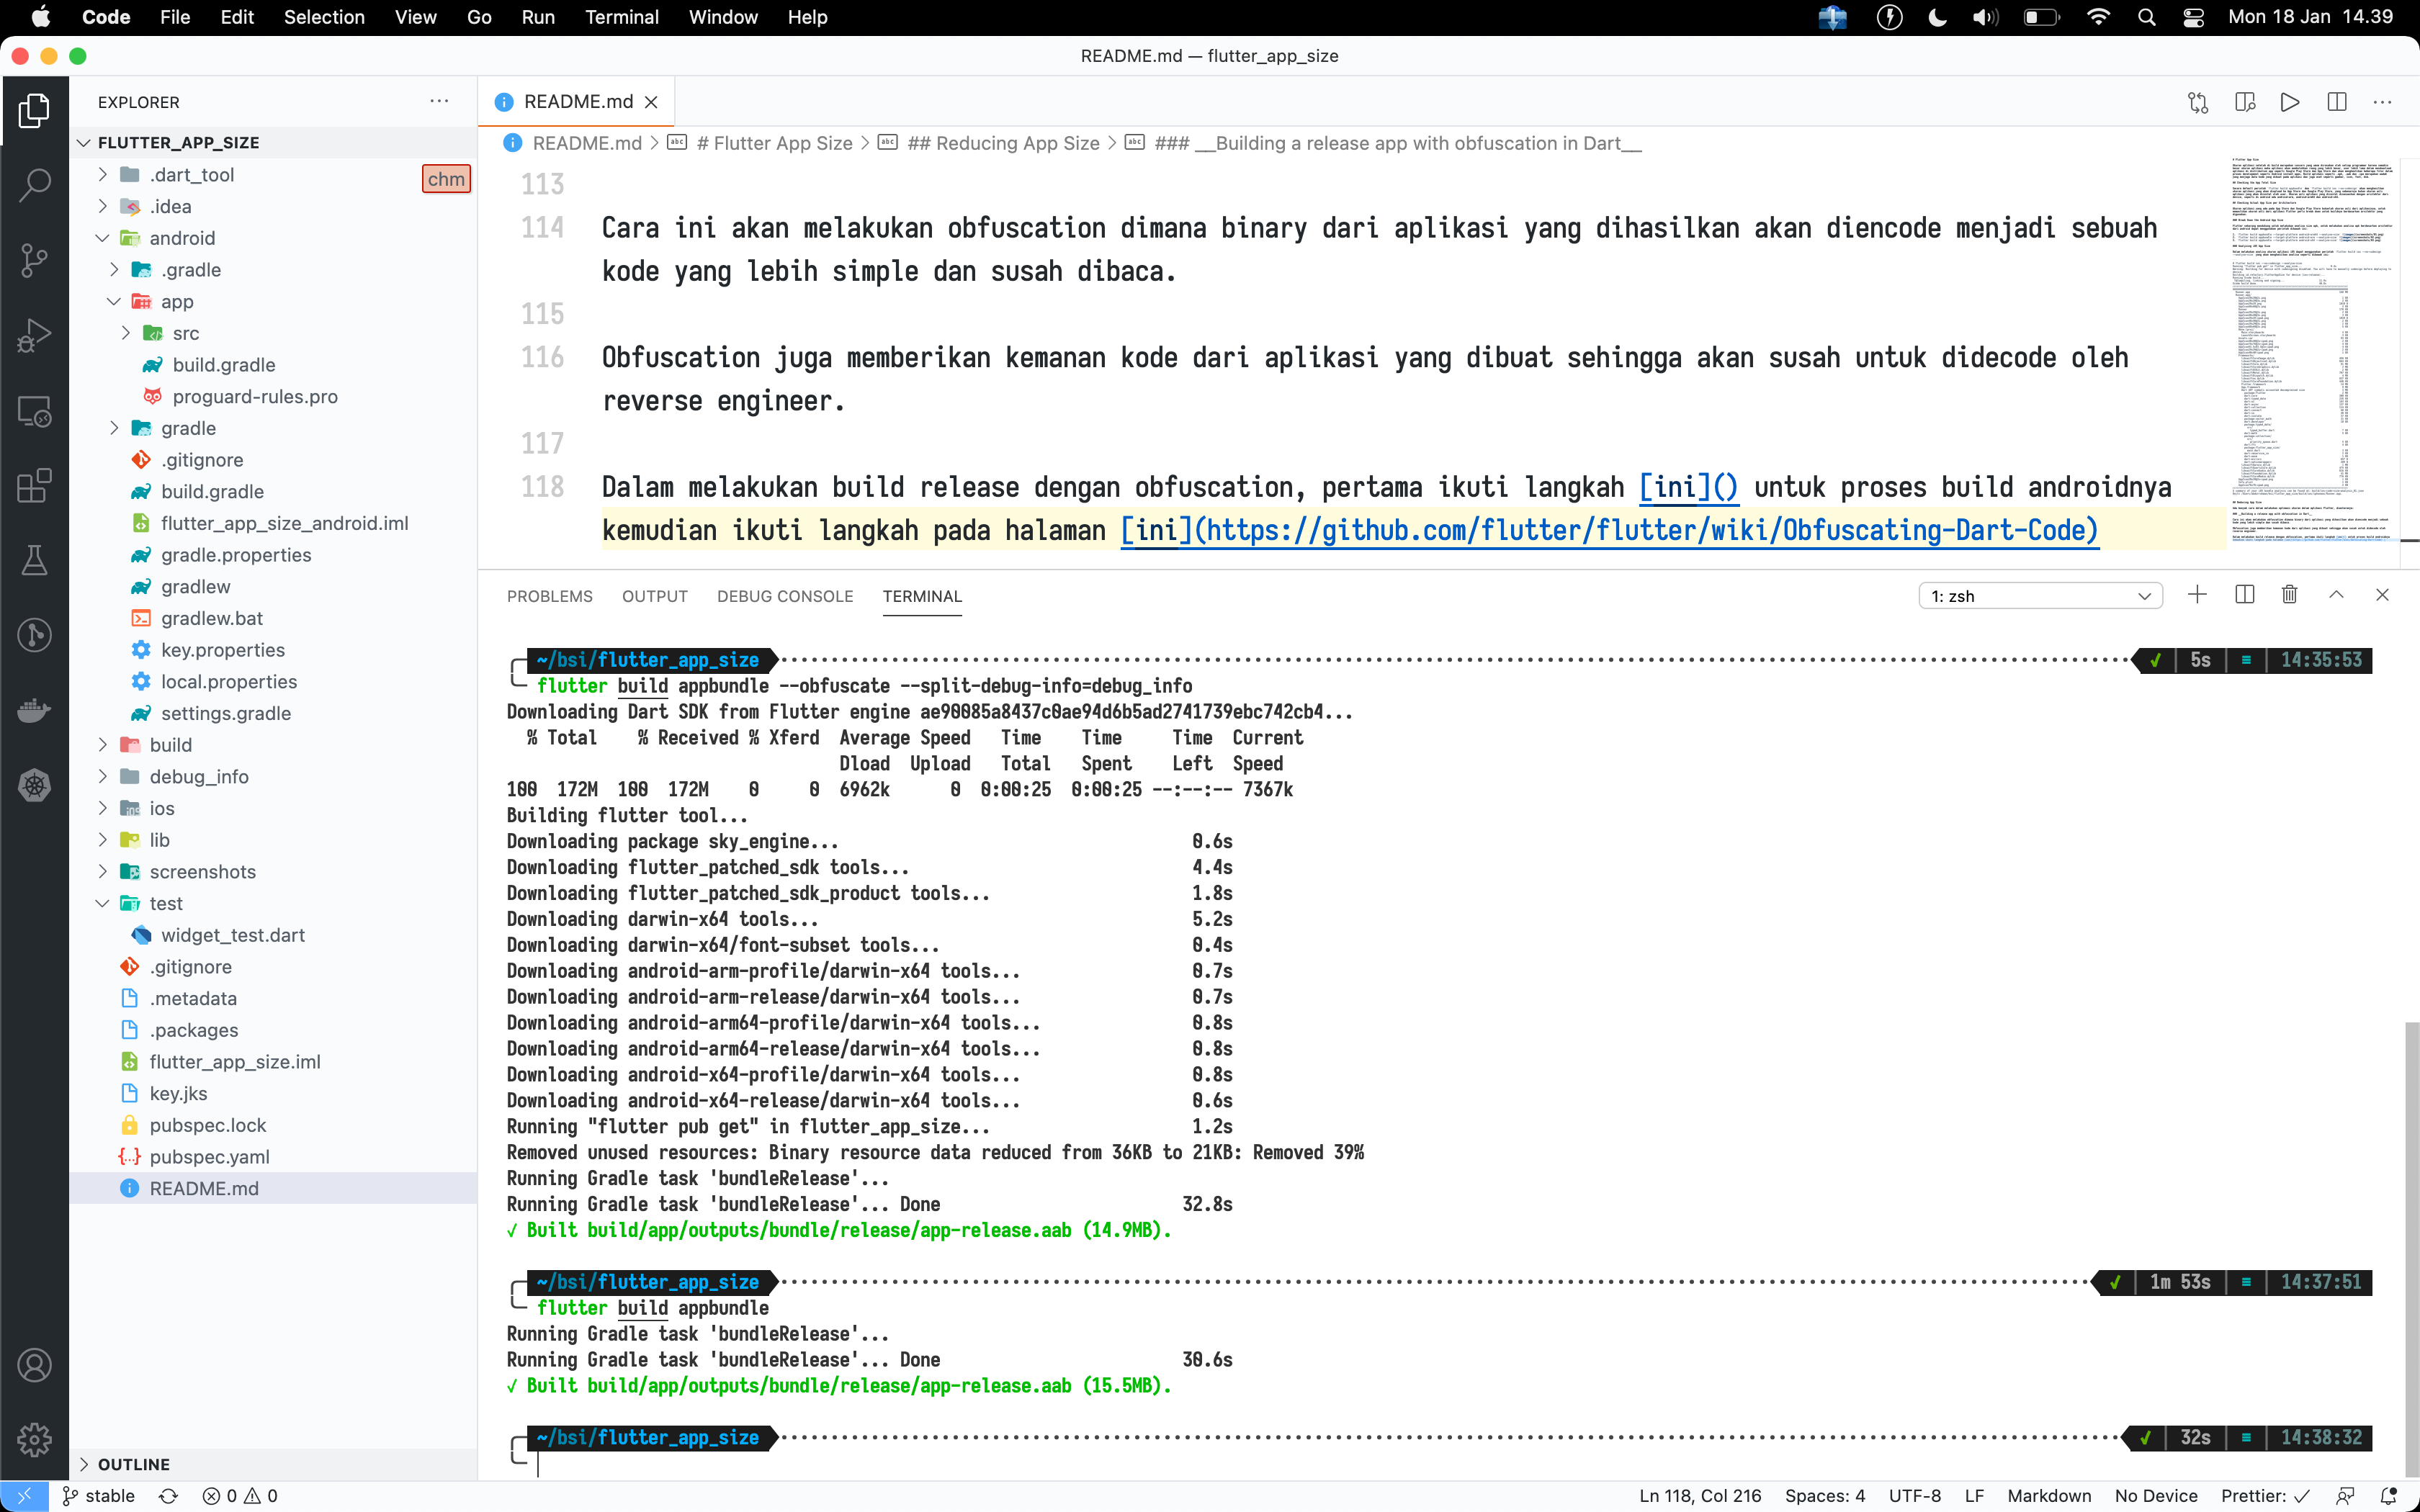 Code File Edit Selection View Go Run Terminal Window Help Mon 18 Jan 14.39
README.md — flutter_app_size
EXPLORER
README.md
FLUTTER_APP_SIZE
README.md > # Flutter App Size > ## Reducing App Size > ### __Building a release app with obfuscation in Dart__
.dart_tool
chm
.idea
android
.gradle
app
src
build.gradle
proguard-rules.pro
gradle
.gitignore
build.gradle
flutter_app_size_android.iml
gradle.properties
gradlew
gradlew.bat
key.properties
local.properties
settings.gradle
build
debug_info
ios
lib
screenshots
test
widget_test.dart
.gitignore
.metadata
.packages
flutter_app_size.iml
key.jks
pubspec.lock
pubspec.yaml
README.md
OUTLINE
113
114 Cara ini akan melakukan obfuscation dimana binary dari aplikasi yang dihasilkan akan diencode menjadi sebuah
kode yang lebih simple dan susah dibaca.
115
116 Obfuscation juga memberikan kemanan kode dari aplikasi yang dibuat sehingga akan susah untuk didecode oleh
reverse engineer.
117
118 Dalam melakukan build release dengan obfuscation, pertama ikuti langkah [ini]() untuk proses build androidnya
kemudian ikuti langkah pada halaman [ini](https://github.com/flutter/flutter/wiki/Obfuscating-Dart-Code)
PROBLEMS OUTPUT DEBUG CONSOLE TERMINAL 1: zsh
~/bsi/flutter_app_size ✓ 5s ≡ 14:35:53
flutter build appbundle --obfuscate --split-debug-info=debug_info
Downloading Dart SDK from Flutter engine ae90085a8437c0ae94d6b5ad2741739ebc742cb4...
% Total % Received % Xferd Average Speed Time Time Time Current
Dload Upload Total Spent Left Speed
100 172M 100 172M 0 0 6962k 0 0:00:25 0:00:25 --:--:-- 7367k
Building flutter tool...
Downloading package sky_engine... 0.6s
Downloading flutter_patched_sdk tools... 4.4s
Downloading flutter_patched_sdk_product tools... 1.8s
Downloading darwin-x64 tools... 5.2s
Downloading darwin-x64/font-subset tools... 0.4s
Downloading android-arm-profile/darwin-x64 tools... 0.7s
Downloading android-arm-release/darwin-x64 tools... 0.7s
Downloading android-arm64-profile/darwin-x64 tools... 0.8s
Downloading android-arm64-release/darwin-x64 tools... 0.8s
Downloading android-x64-profile/darwin-x64 tools... 0.8s
Downloading android-x64-release/darwin-x64 tools... 0.6s
Running "flutter pub get" in flutter_app_size... 1.2s
Removed unused resources: Binary resource data reduced from 36KB to 21KB: Removed 39%
Running Gradle task 'bundleRelease'...
Running Gradle task 'bundleRelease'... Done 32.8s
✓ Built build/app/outputs/bundle/release/app-release.aab (14.9MB).
~/bsi/flutter_app_size ✓ 1m 53s ≡ 14:37:51
flutter build appbundle
Running Gradle task 'bundleRelease'...
Running Gradle task 'bundleRelease'... Done 30.6s
✓ Built build/app/outputs/bundle/release/app-release.aab (15.5MB).
~/bsi/flutter_app_size ✓ 32s ≡ 14:38:32
stable 0 0 Ln 118, Col 216 Spaces: 4 UTF-8 LF Markdown No Device Prettier: ✓